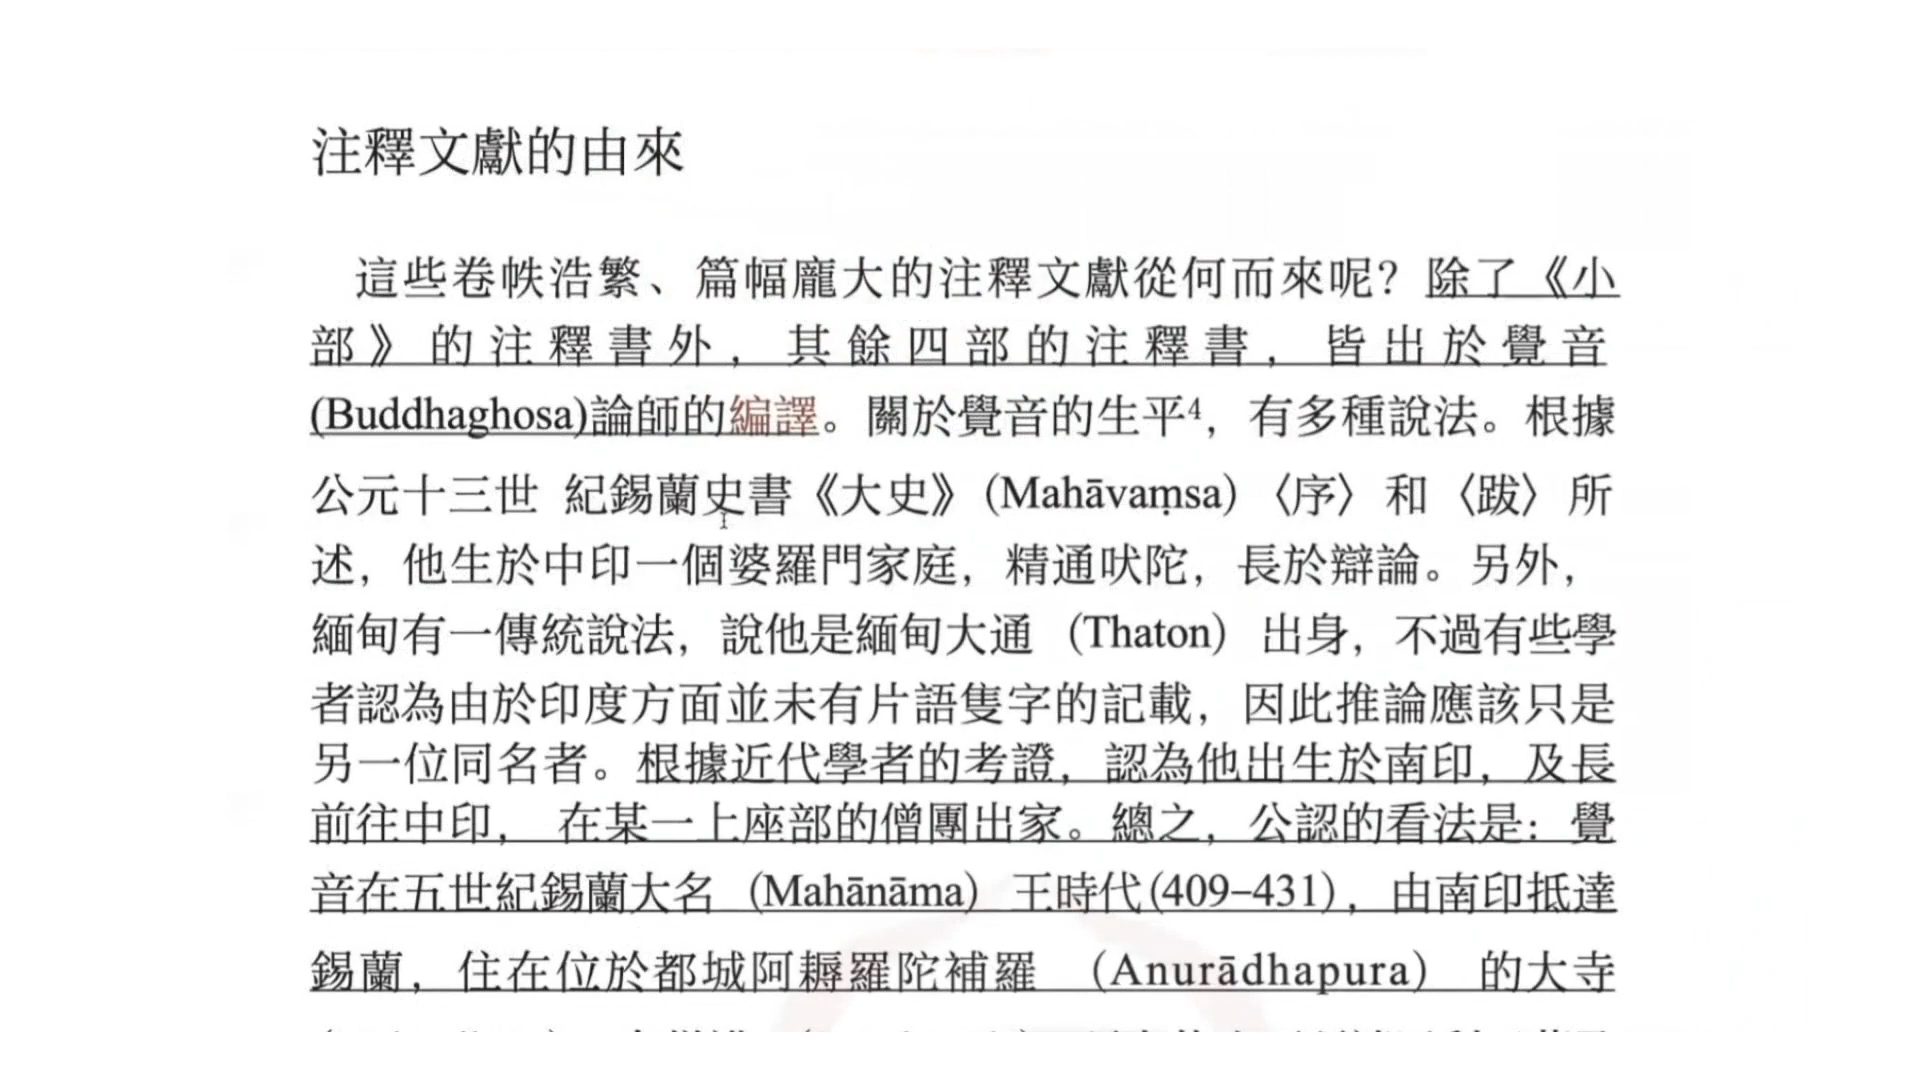 注釋文獻的由來
這些卷帙浩繁、篇幅龐大的注釋文獻從何而來呢？除了《小
部》的注釋書外，其餘四部的注釋書，皆出於覺音
(Buddhaghosa)論師的編譯。關於覺音的生平4，有多種說法。根據
公元十三世 紀錫蘭史書《大史》（Mahāvaṃsa）〈序〉和〈跋〉所
述，他生於中印一個婆羅門家庭，精通吠陀，長於辯論。另外，
緬甸有一傳統說法，說他是緬甸大通（Thaton）出身，不過有些學
者認為由於印度方面並未有片語隻字的記載，因此推論應該只是
另一位同名者。根據近代學者的考證，認為他出生於南印，及長
前往中印， 在某一上座部的僧團出家。總之，公認的看法是：覺
音在五世紀錫蘭大名（Mahānāma）王時代(409–431)，由南印抵達
錫蘭，住在位於都城阿耨羅陀補羅（Anurādhapura）的大寺